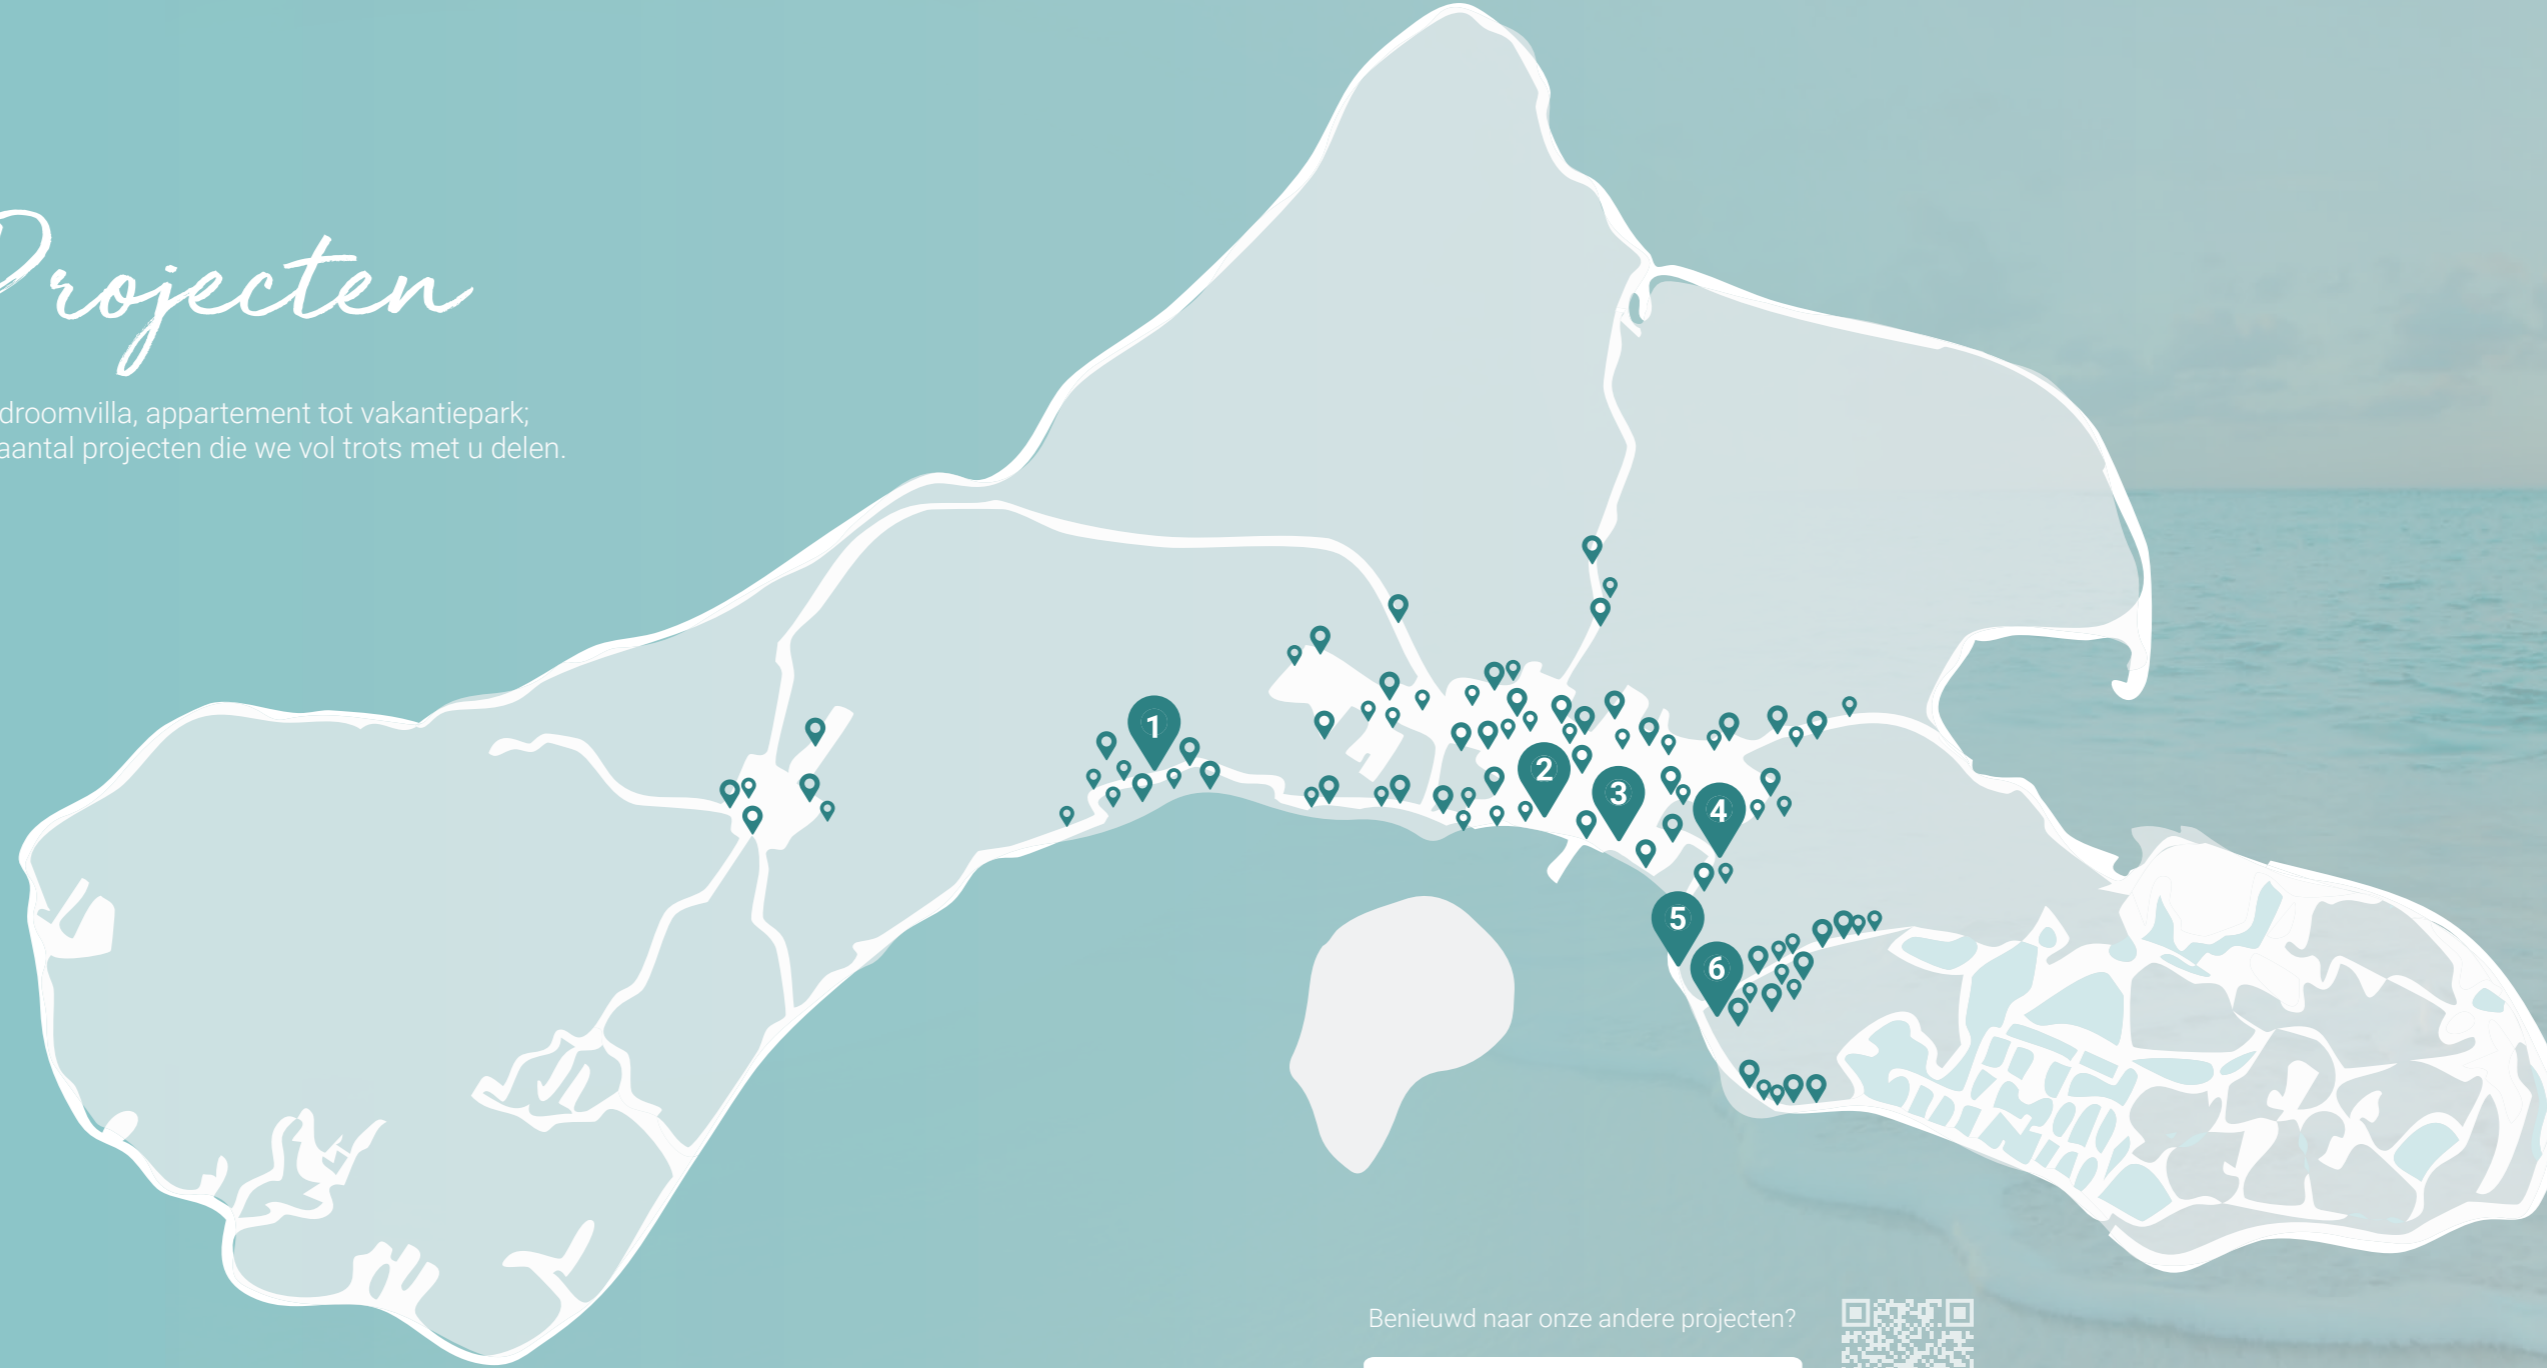 Projecten
droomvilla, appartement tot vakantiepark;
aantal projecten die we vol trots met u delen.
1
2
3
4
5
6
Benieuwd naar onze andere projecten?